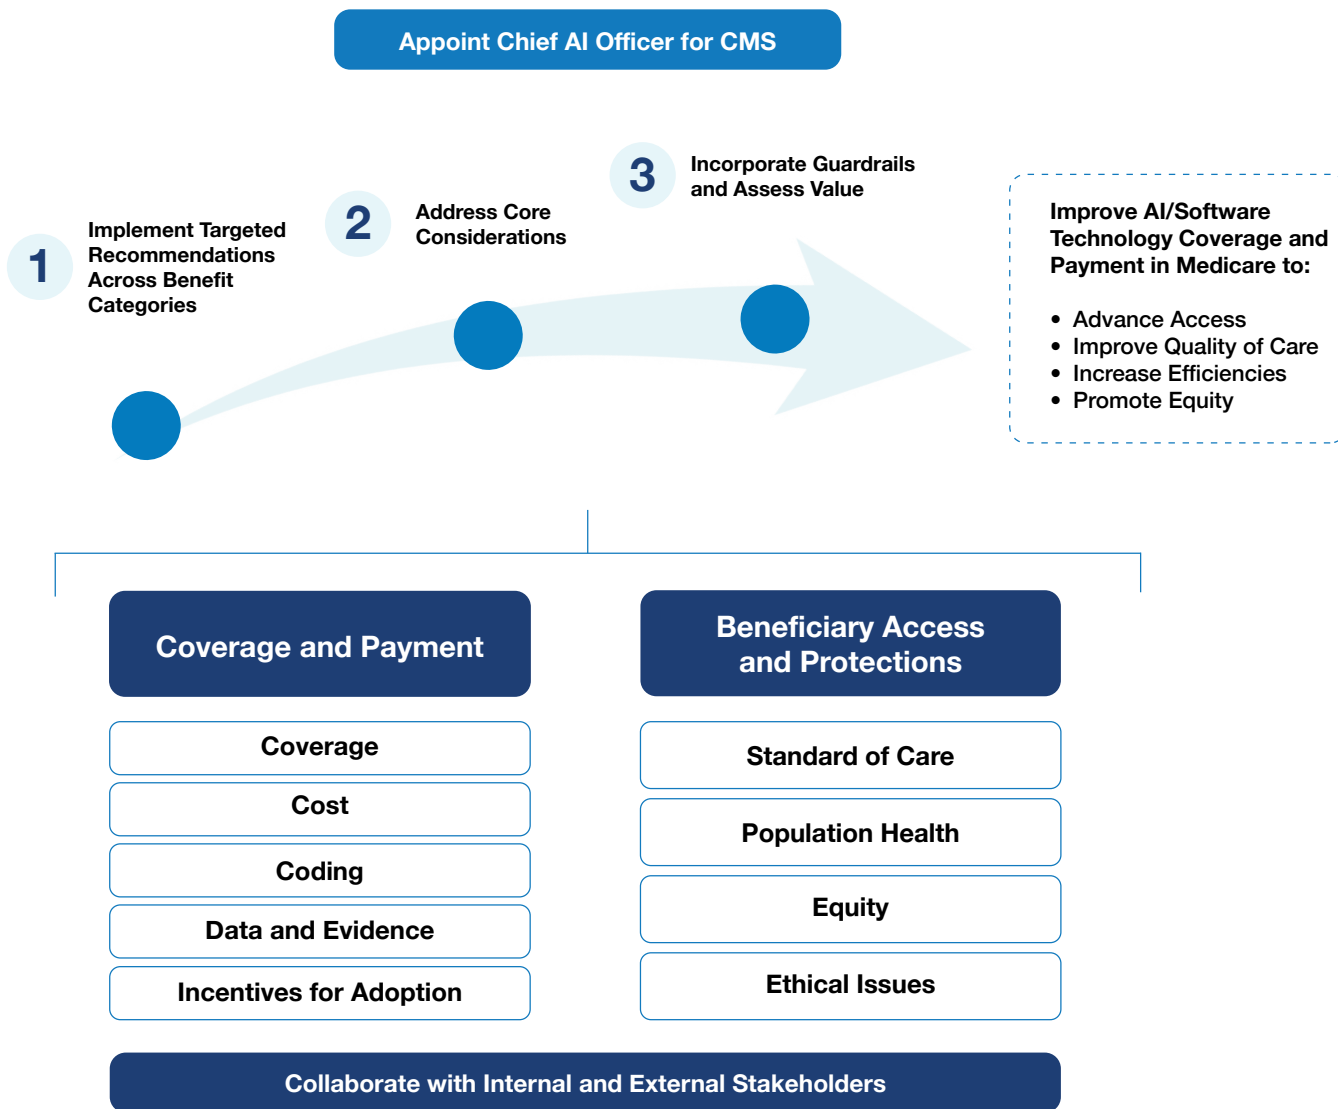 Appoint Chief AI Officer for CMS
1
Implement Targeted
Recommendations
Across Benefit
Categories
2
Address Core
Considerations
3
Incorporate Guardrails
and Assess Value
Improve AI/Software
Technology Coverage and
Payment in Medicare to:
• Advance Access
• Improve Quality of Care
• Increase Efficiencies
• Promote Equity
Coverage and Payment
Coverage
Cost
Coding
Data and Evidence
Incentives for Adoption
Beneficiary Access
and Protections
Standard of Care
Population Health
Equity
Ethical Issues
Collaborate with Internal and External Stakeholders